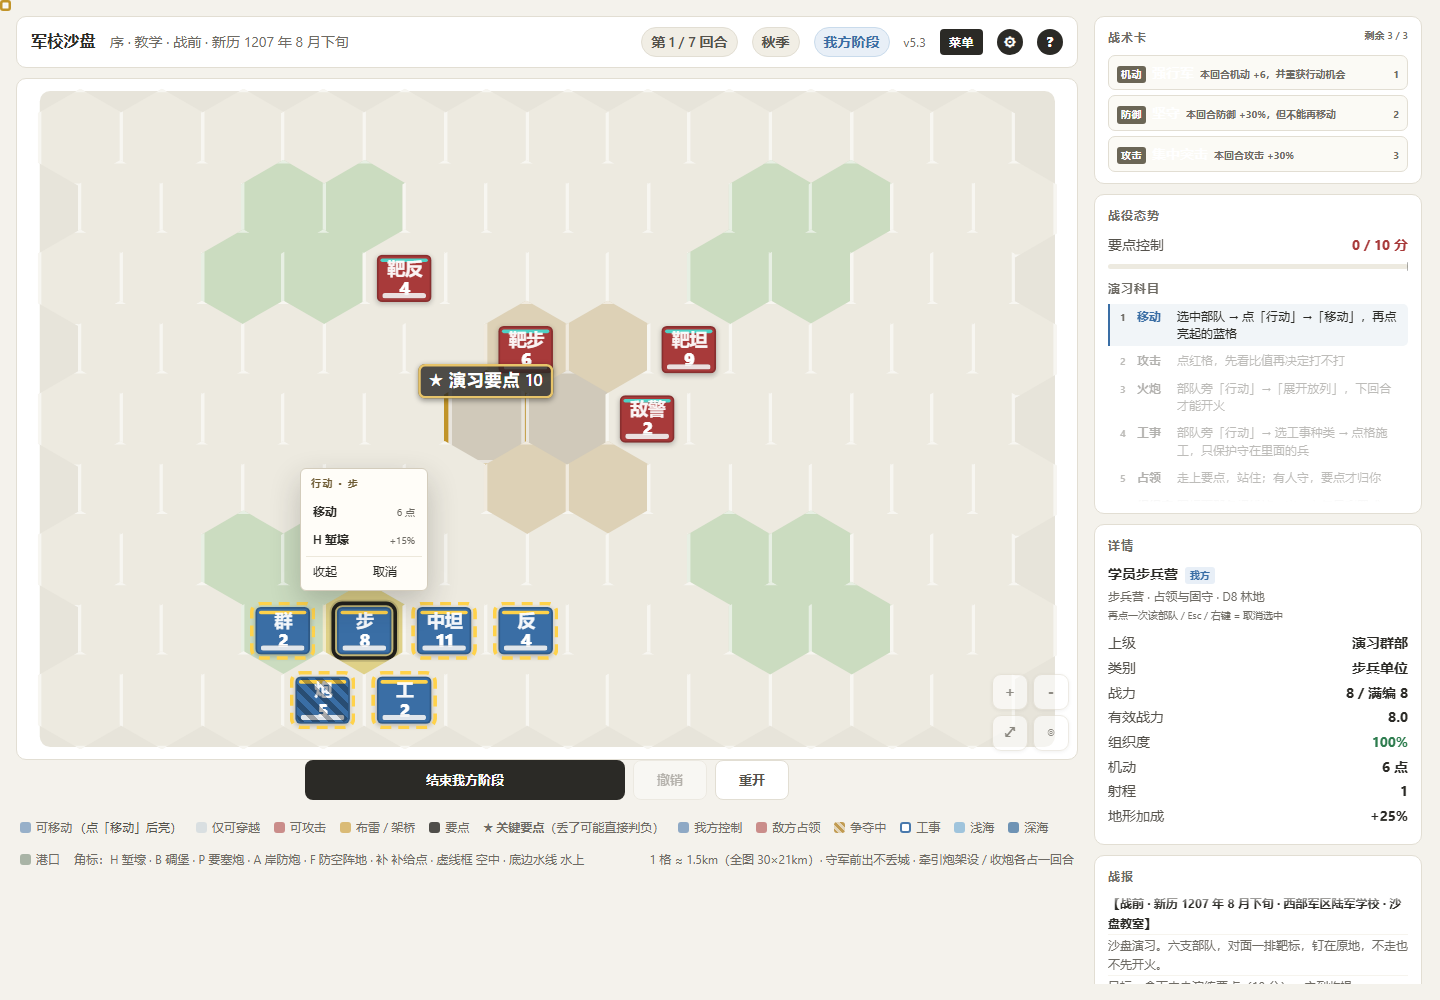 军校沙盘 序 · 教学 · 战前 · 新历 1207 年 8 月下旬
第 1 / 7 回合 秋季 我方阶段 v5.3 菜单 ⚙ ?
靶反
4
靶步
6
靶坦
9
★ 演习要点 10
敌警
2
行动 · 步
移动 6 点
H 堑壕 +15%
收起 取消
群
2
步
8
中坦
11
反
4
炮
5
工
2
+ -
结束我方阶段 撤销 重开
可移动（点「移动」后亮） 仅可穿越 可攻击 布雷 / 架桥 要点 ★ 关键要点（丢了可能直接判负） 我方控制 敌方占领 争夺中 工事 浅海 深海
港口 角标：H 堑壕 · B 碉堡 · P 要塞炮 · A 岸防炮 · F 防空阵地 · 补 补给点 · 虚线框 空中 · 底边水线 水上
1 格 ≈ 1.5km（全图 30×21km）· 守军前出不丢城 · 牵引炮架设 / 收炮各占一回合
战术卡 剩余 3 / 3
机动 本回合机动 +6，并重获行动机会 1
防御 本回合防御 +30%，但不能再移动 2
攻击 本回合攻击 +30% 3
战役态势
要点控制 0 / 10 分
演习科目
1 移动 选中部队 → 点「行动」→「移动」，再点
亮起的蓝格
2 攻击 点红格，先看比值再决定打不打
3 火炮 部队旁「行动」→「展开放列」，下回合
才能开火
4 工事 部队旁「行动」→ 选工事种类 → 点格施
工，只保护守在里面的兵
5 占领 走上要点，站住；有人守，要点才归你
详情
学员步兵营 我方
步兵营 · 占领与固守 · D8 林地
再点一次该部队 / Esc / 右键 = 取消选中
上级 演习群部
类别 步兵单位
战力 8 / 满编 8
有效战力 8.0
组织度 100%
机动 6 点
射程 1
地形加成 +25%
战报
【战前 · 新历 1207 年 8 月下旬 · 西部军区陆军学校 · 沙
盘教室】
沙盘演习。六支部队，对面一排靶标，钉在原地，不走也
不先开火。